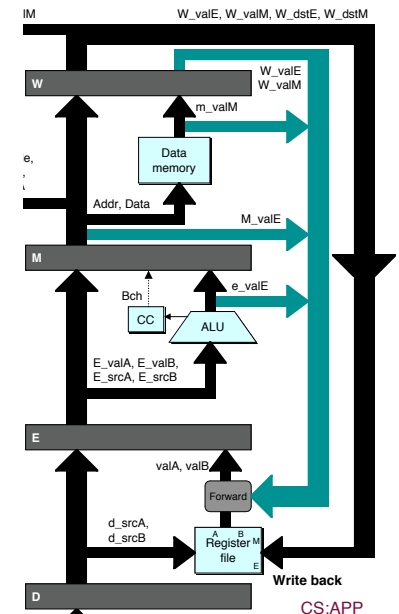 lM
W_valE, W_valM, W_dstE, W_dstM
W
W_valE
W_valM
m_valM
Data
memory
e,
,
Addr, Data
M_valE
M
Bch
e_valE
CC
ALU
E_valA, E_valB,
E_srcA, E_srcB
E
valA, valB
Forward
d_srcA,
d_srcB
A B
Register M
file
E
Write back
D
CS:APP